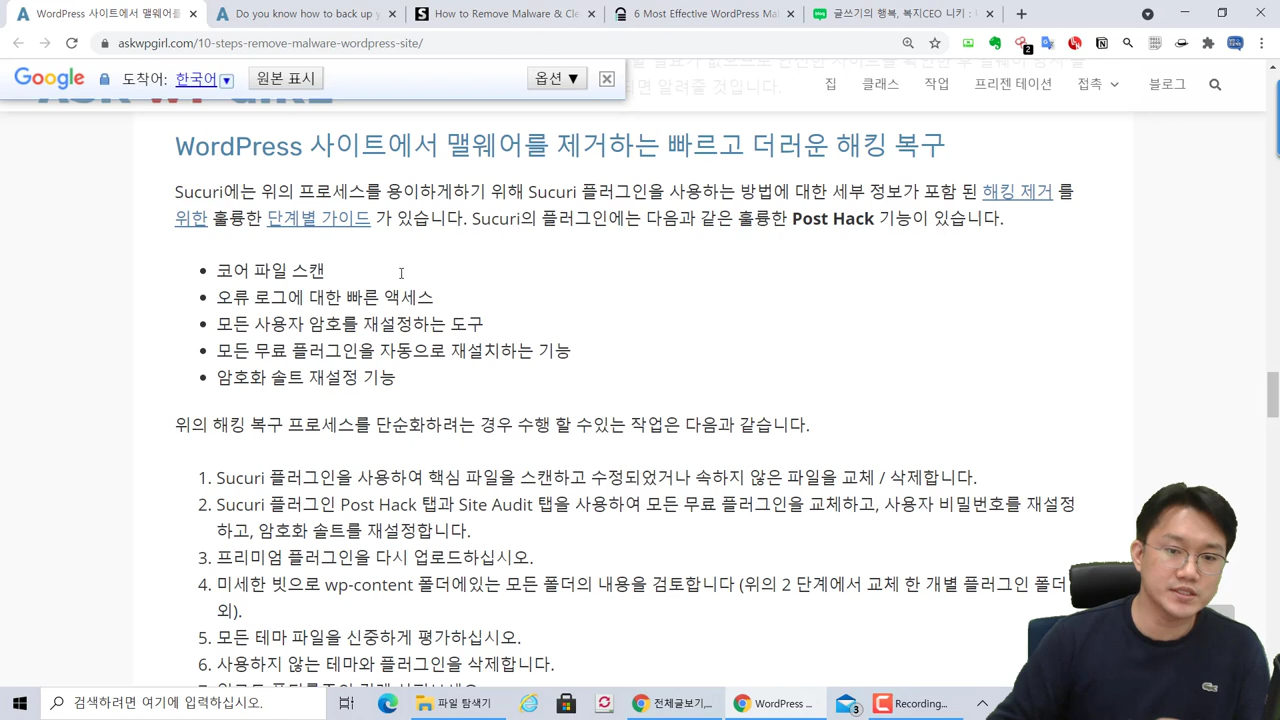 WordPress 사이트에서 맬웨어를
Do you know how to back up y
How to Remove Malware & Cle
6 Most Effective WordPress Mal
글쓰기의 행복, 복지CEO 니키 :
askwpgirl.com/10-steps-remove-malware-wordpress-site/
2
Google 도착어: 한국어 원본 표시 옵션 ▼
되면 알려줄 것입니다.
집 클래스 작업 프리젠 테이션 접촉 블로그
WordPress 사이트에서 맬웨어를 제거하는 빠르고 더러운 해킹 복구
Sucuri에는 위의 프로세스를 용이하게하기 위해 Sucuri 플러그인을 사용하는 방법에 대한 세부 정보가 포함 된 해킹 제거 를
위한 훌륭한 단계별 가이드 가 있습니다. Sucuri의 플러그인에는 다음과 같은 훌륭한 Post Hack 기능이 있습니다.
코어 파일 스캔
오류 로그에 대한 빠른 액세스
모든 사용자 암호를 재설정하는 도구
모든 무료 플러그인을 자동으로 재설치하는 기능
암호화 솔트 재설정 기능
위의 해킹 복구 프로세스를 단순화하려는 경우 수행 할 수있는 작업은 다음과 같습니다.
1. Sucuri 플러그인을 사용하여 핵심 파일을 스캔하고 수정되었거나 속하지 않은 파일을 교체 / 삭제합니다.
2. Sucuri 플러그인 Post Hack 탭과 Site Audit 탭을 사용하여 모든 무료 플러그인을 교체하고, 사용자 비밀번호를 재설정
하고, 암호화 솔트를 재설정합니다.
3. 프리미엄 플러그인을 다시 업로드하십시오.
4. 미세한 빗으로 wp-content 폴더에있는 모든 폴더의 내용을 검토합니다 (위의 2 단계에서 교체 한 개별 플러그인 폴더
외).
5. 모든 테마 파일을 신중하게 평가하십시오.
6. 사용하지 않는 테마와 플러그인을 삭제합니다.
검색하려면 여기에 입력하십시오.
파일 탐색기
전체글보기,...
WordPress ...
3
Recording...